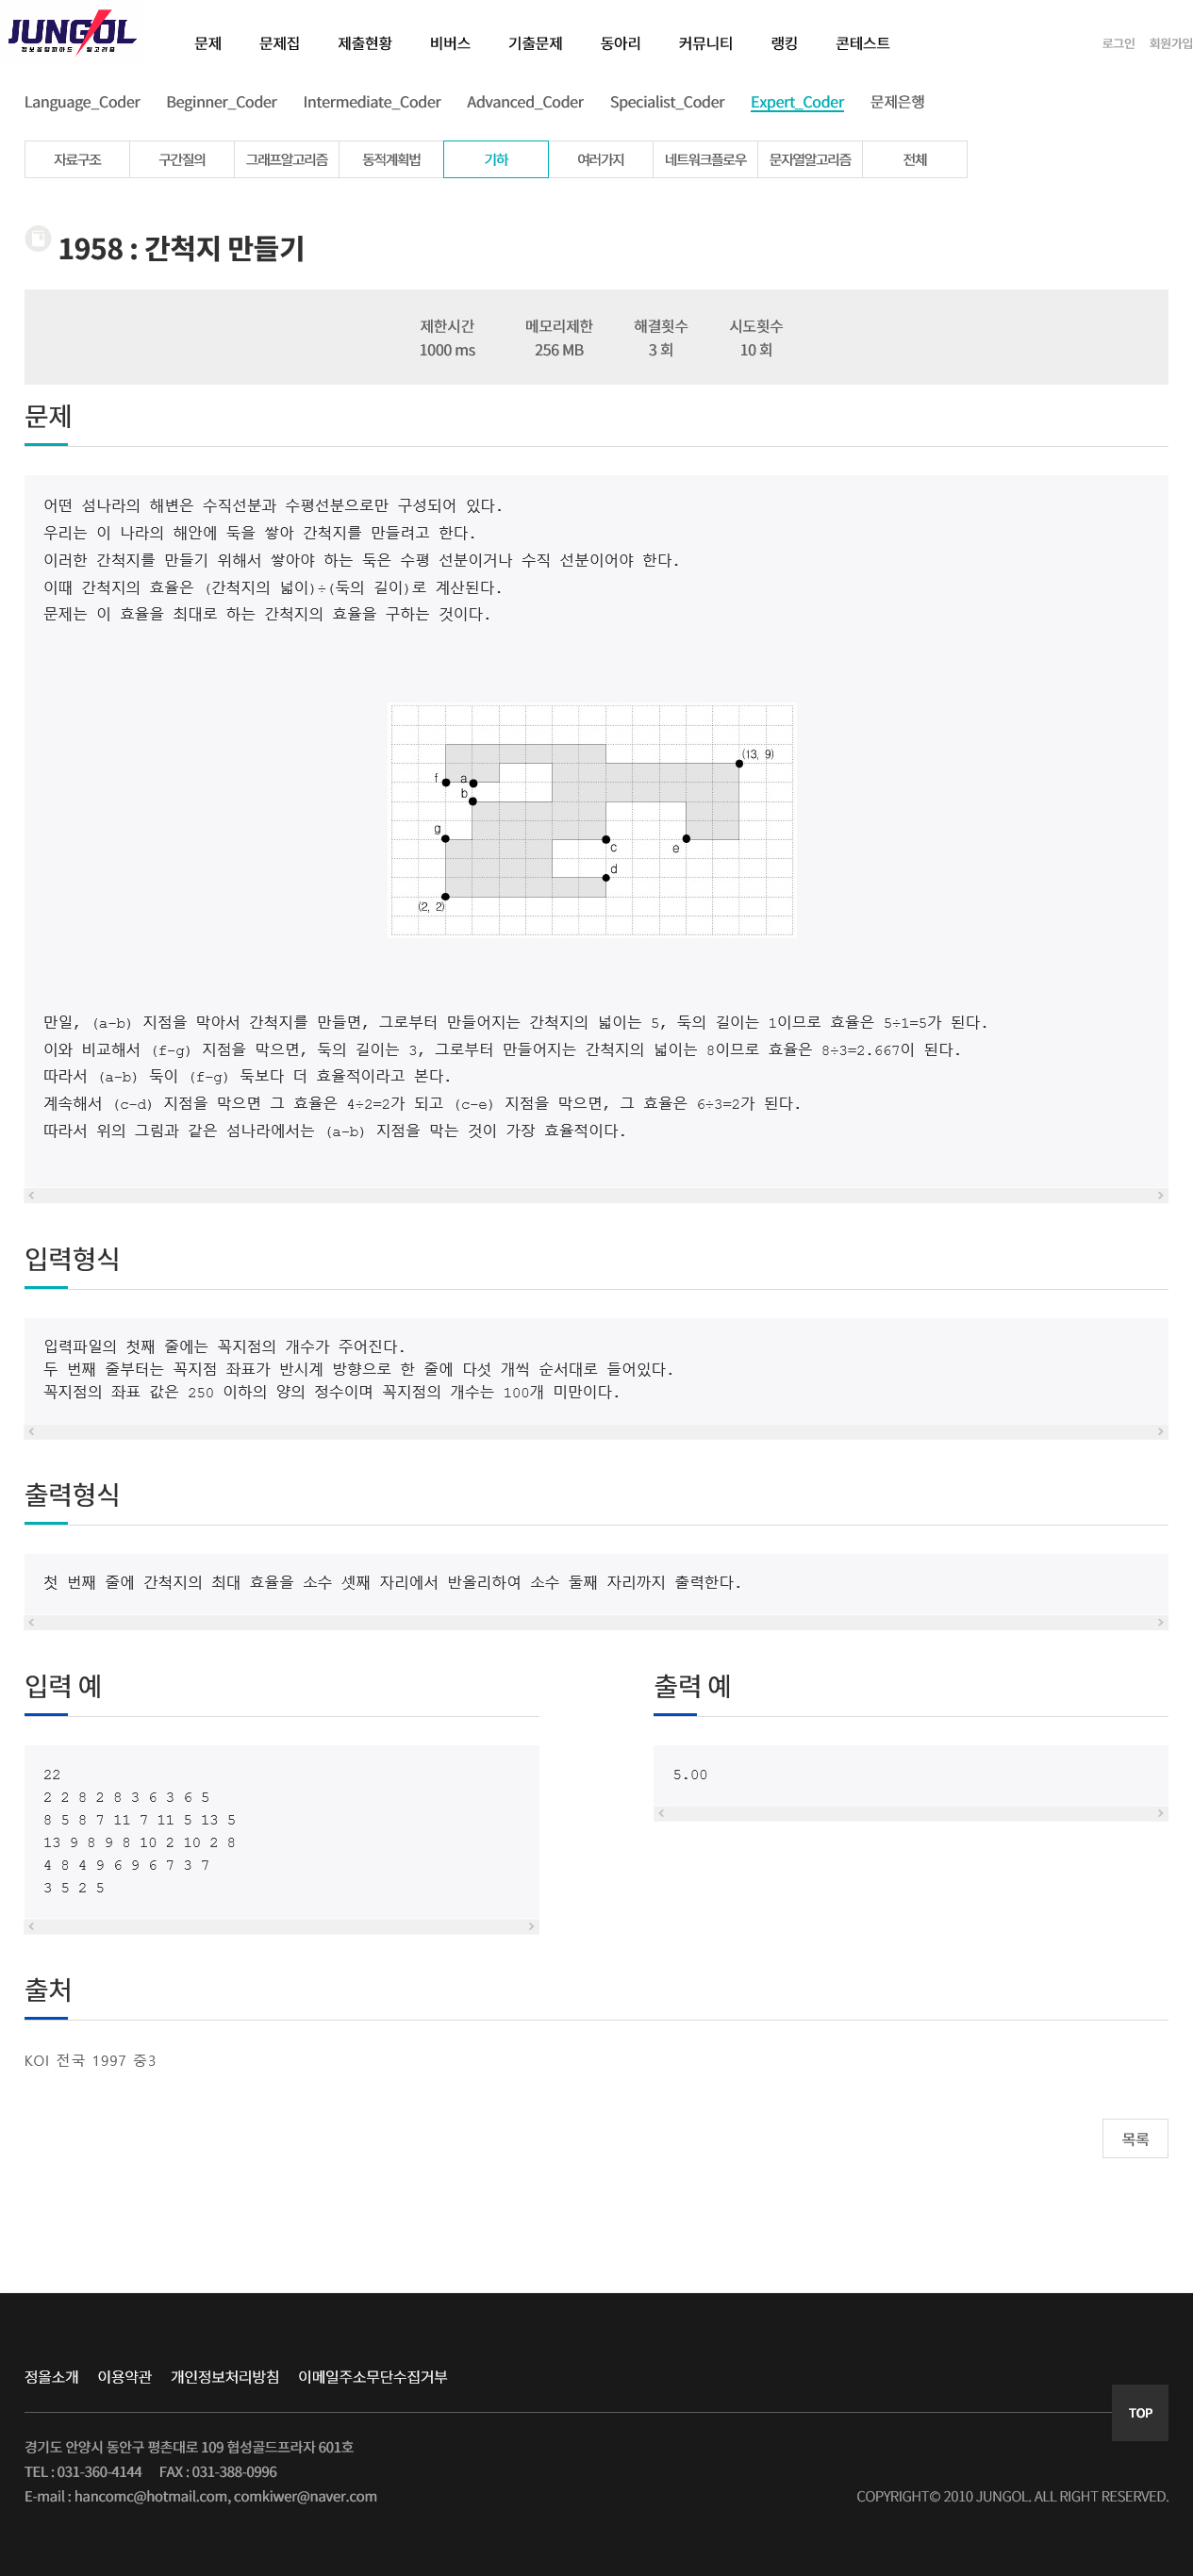 JUNGOL
정보올림피아드 알고리즘
문제 문제집 제출현황 비버스 기출문제 동아리 커뮤니티 랭킹 콘테스트 로그인 회원가입
Language_Coder Beginner_Coder Intermediate_Coder Advanced_Coder Specialist_Coder Expert_Coder 문제은행
자료구조 구간질의 그래프알고리즘 동적계획법 기하 여러가지 네트워크플로우 문자열알고리즘 전체
1958 : 간척지 만들기
제한시간 메모리제한 해결횟수 시도횟수
1000 ms 256 MB 3 회 10 회
문제
어떤 섬나라의 해변은 수직선분과 수평선분으로만 구성되어 있다.
우리는 이 나라의 해안에 둑을 쌓아 간척지를 만들려고 한다.
이러한 간척지를 만들기 위해서 쌓아야 하는 둑은 수평 선분이거나 수직 선분이어야 한다.
이때 간척지의 효율은 (간척지의 넓이)÷(둑의 길이)로 계산된다.
문제는 이 효율을 최대로 하는 간척지의 효율을 구하는 것이다.
(13, 9)
f a
b
g
c
e
d
(2, 2)
만일, (a-b) 지점을 막아서 간척지를 만들면, 그로부터 만들어지는 간척지의 넓이는 5, 둑의 길이는 1이므로 효율은 5÷1=5가 된다.
이와 비교해서 (f-g) 지점을 막으면, 둑의 길이는 3, 그로부터 만들어지는 간척지의 넓이는 8이므로 효율은 8÷3=2.667이 된다.
따라서 (a-b) 둑이 (f-g) 둑보다 더 효율적이라고 본다.
계속해서 (c-d) 지점을 막으면 그 효율은 4÷2=2가 되고 (c-e) 지점을 막으면, 그 효율은 6÷3=2가 된다.
따라서 위의 그림과 같은 섬나라에서는 (a-b) 지점을 막는 것이 가장 효율적이다.
입력형식
입력파일의 첫째 줄에는 꼭지점의 개수가 주어진다.
두 번째 줄부터는 꼭지점 좌표가 반시계 방향으로 한 줄에 다섯 개씩 순서대로 들어있다.
꼭지점의 좌표 값은 250 이하의 양의 정수이며 꼭지점의 개수는 100개 미만이다.
출력형식
첫 번째 줄에 간척지의 최대 효율을 소수 셋째 자리에서 반올리하여 소수 둘째 자리까지 출력한다.
입력 예
22
2 2 8 2 8 3 6 3 6 5
8 5 8 7 11 7 11 5 13 5
13 9 8 9 8 10 2 10 2 8
4 8 4 9 6 9 6 7 3 7
3 5 2 5
출력 예
5.00
출처
KOI 전국 1997 중3
목록
정올소개 이용약관 개인정보처리방침 이메일주소무단수집거부
TOP
경기도 안양시 동안구 평촌대로 109 협성골드프라자 601호
TEL : 031-360-4144 FAX : 031-388-0996
E-mail : hancomc@hotmail.com, comkiwer@naver.com
COPYRIGHT© 2010 JUNGOL. ALL RIGHT RESERVED.